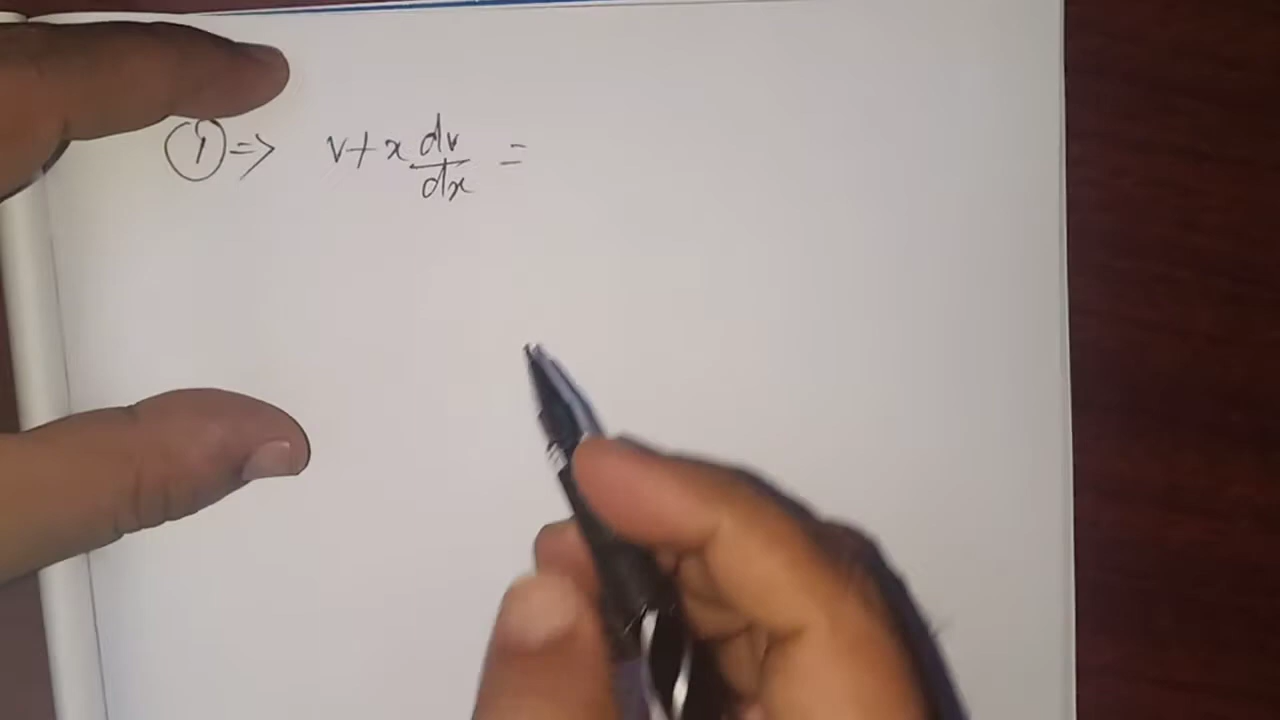 ① => v + x dv/dx =